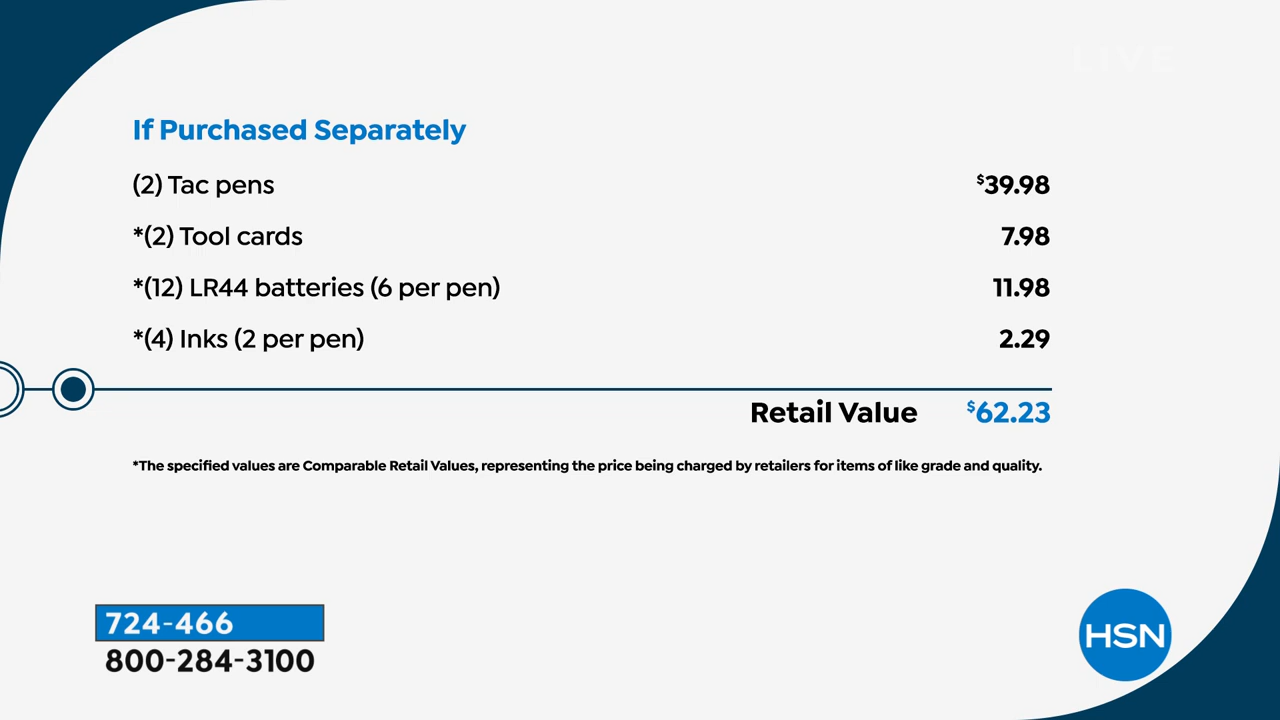 LIVE
If Purchased Separately
(2) Tac pens $39.98
*(2) Tool cards 7.98
*(12) LR44 batteries (6 per pen) 11.98
*(4) Inks (2 per pen) 2.29
Retail Value $62.23
*The specified values are Comparable Retail Values, representing the price being charged by retailers for items of like grade and quality.
724-466
800-284-3100
HSN